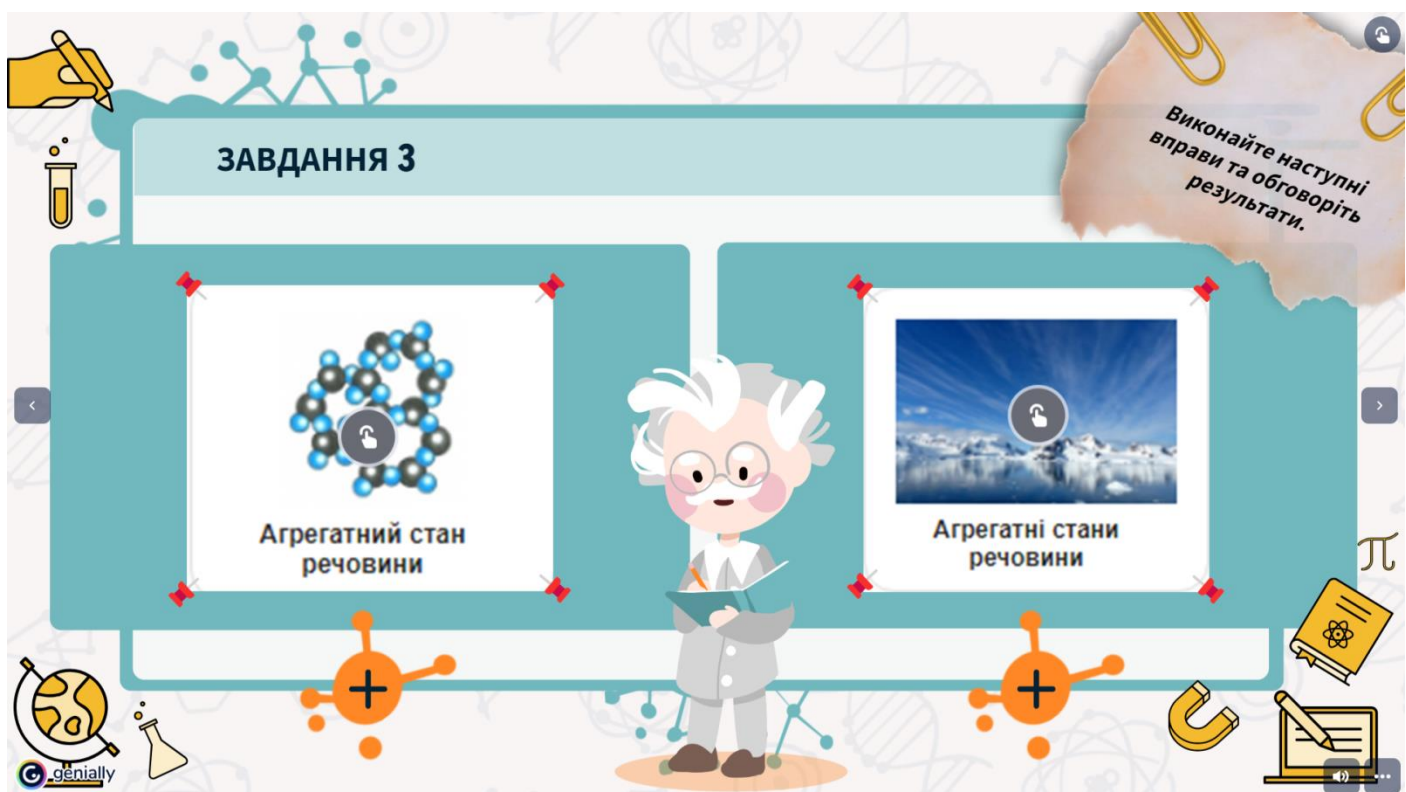 ЗАВДАННЯ 3
Виконайте наступні
вправи та обговоріть
результати.
Агрегатний стан
речовини
Агрегатні стани
речовини
genially